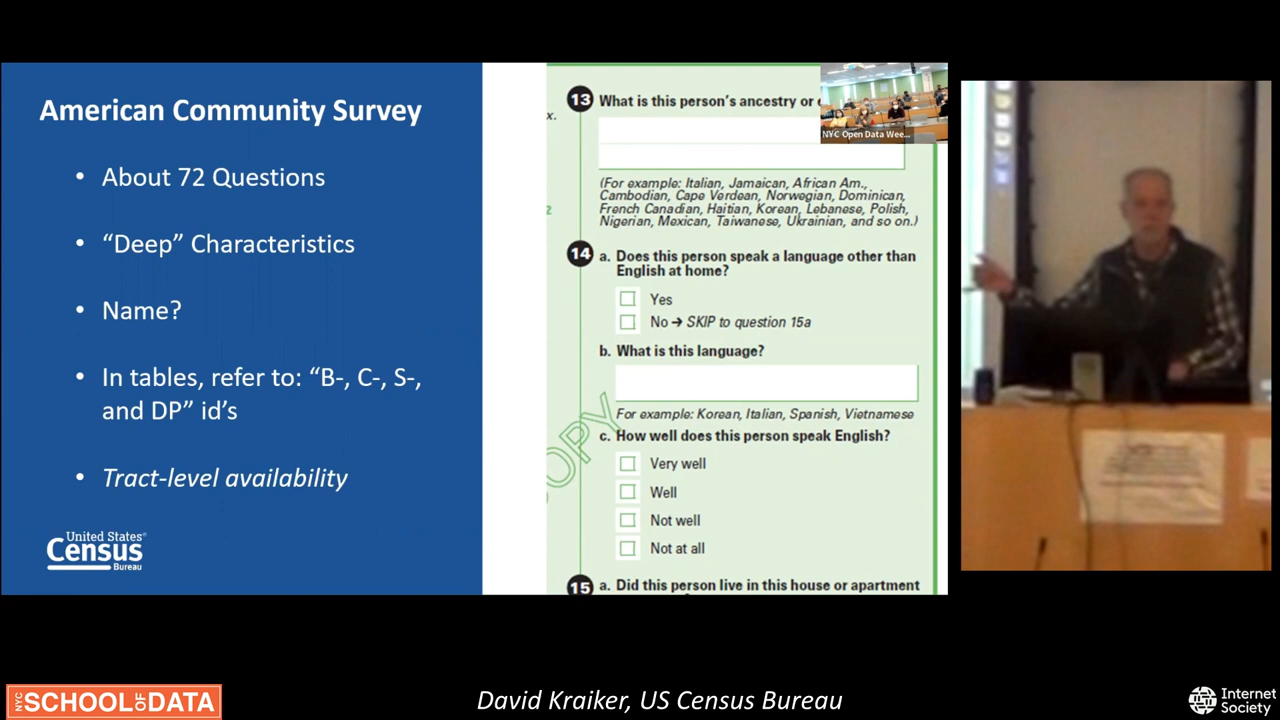 American Community Survey
• About 72 Questions
• “Deep” Characteristics
• Name?
• In tables, refer to: “B-, C-, S-,
and DP” id’s
• Tract-level availability
United States®
Census
Bureau
x.
2
13 What is this person’s ancestry or
(For example: Italian, Jamaican, African Am.,
Cambodian, Cape Verdean, Norwegian, Dominican,
French Canadian, Haitian, Korean, Lebanese, Polish,
Nigerian, Mexican, Taiwanese, Ukrainian, and so on.)
14 a. Does this person speak a language other than
English at home?
Yes
No → SKIP to question 15a
b. What is this language?
For example: Korean, Italian, Spanish, Vietnamese
c. How well does this person speak English?
Very well
Well
Not well
Not at all
OPY
15 a. Did this person live in this house or apartment
NYC Open Data Wee...
NYC SCHOOL OF DATA
David Kraiker, US Census Bureau
Internet
Society